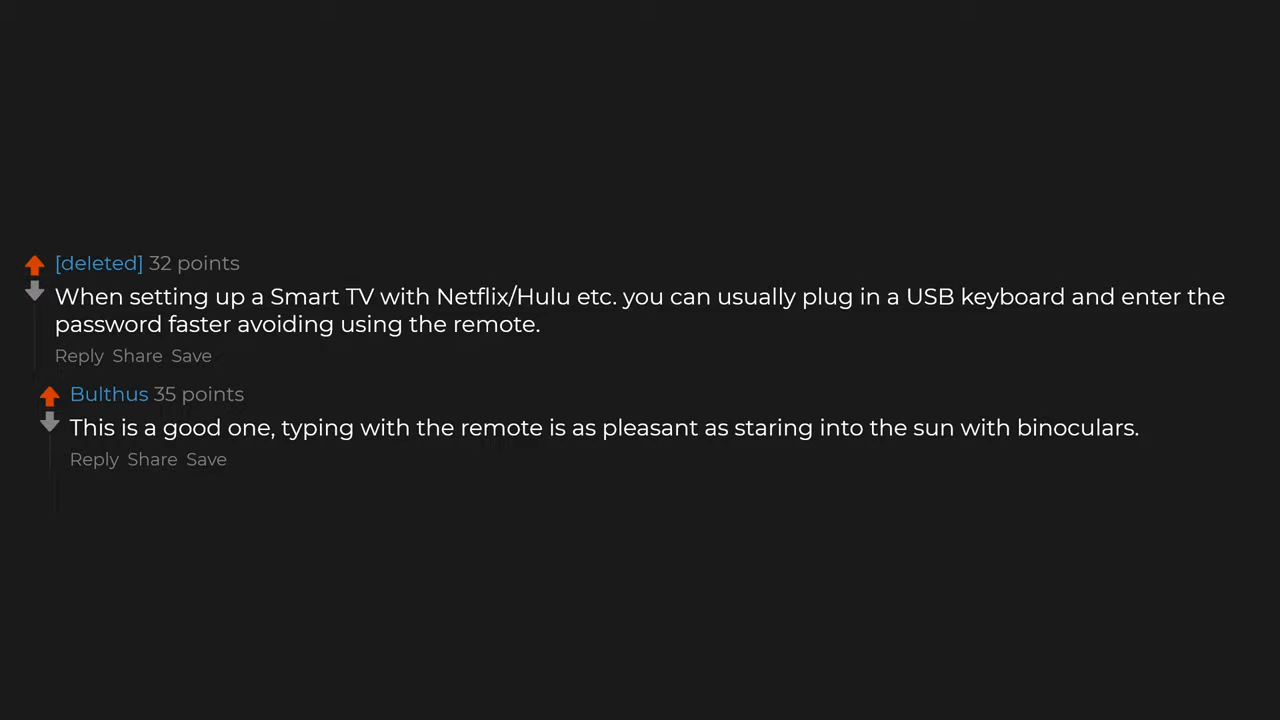 [deleted] 32 points
When setting up a Smart TV with Netflix/Hulu etc. you can usually plug in a USB keyboard and enter the
password faster avoiding using the remote.
Reply Share Save
Bulthus 35 points
This is a good one, typing with the remote is as pleasant as staring into the sun with binoculars.
Reply Share Save